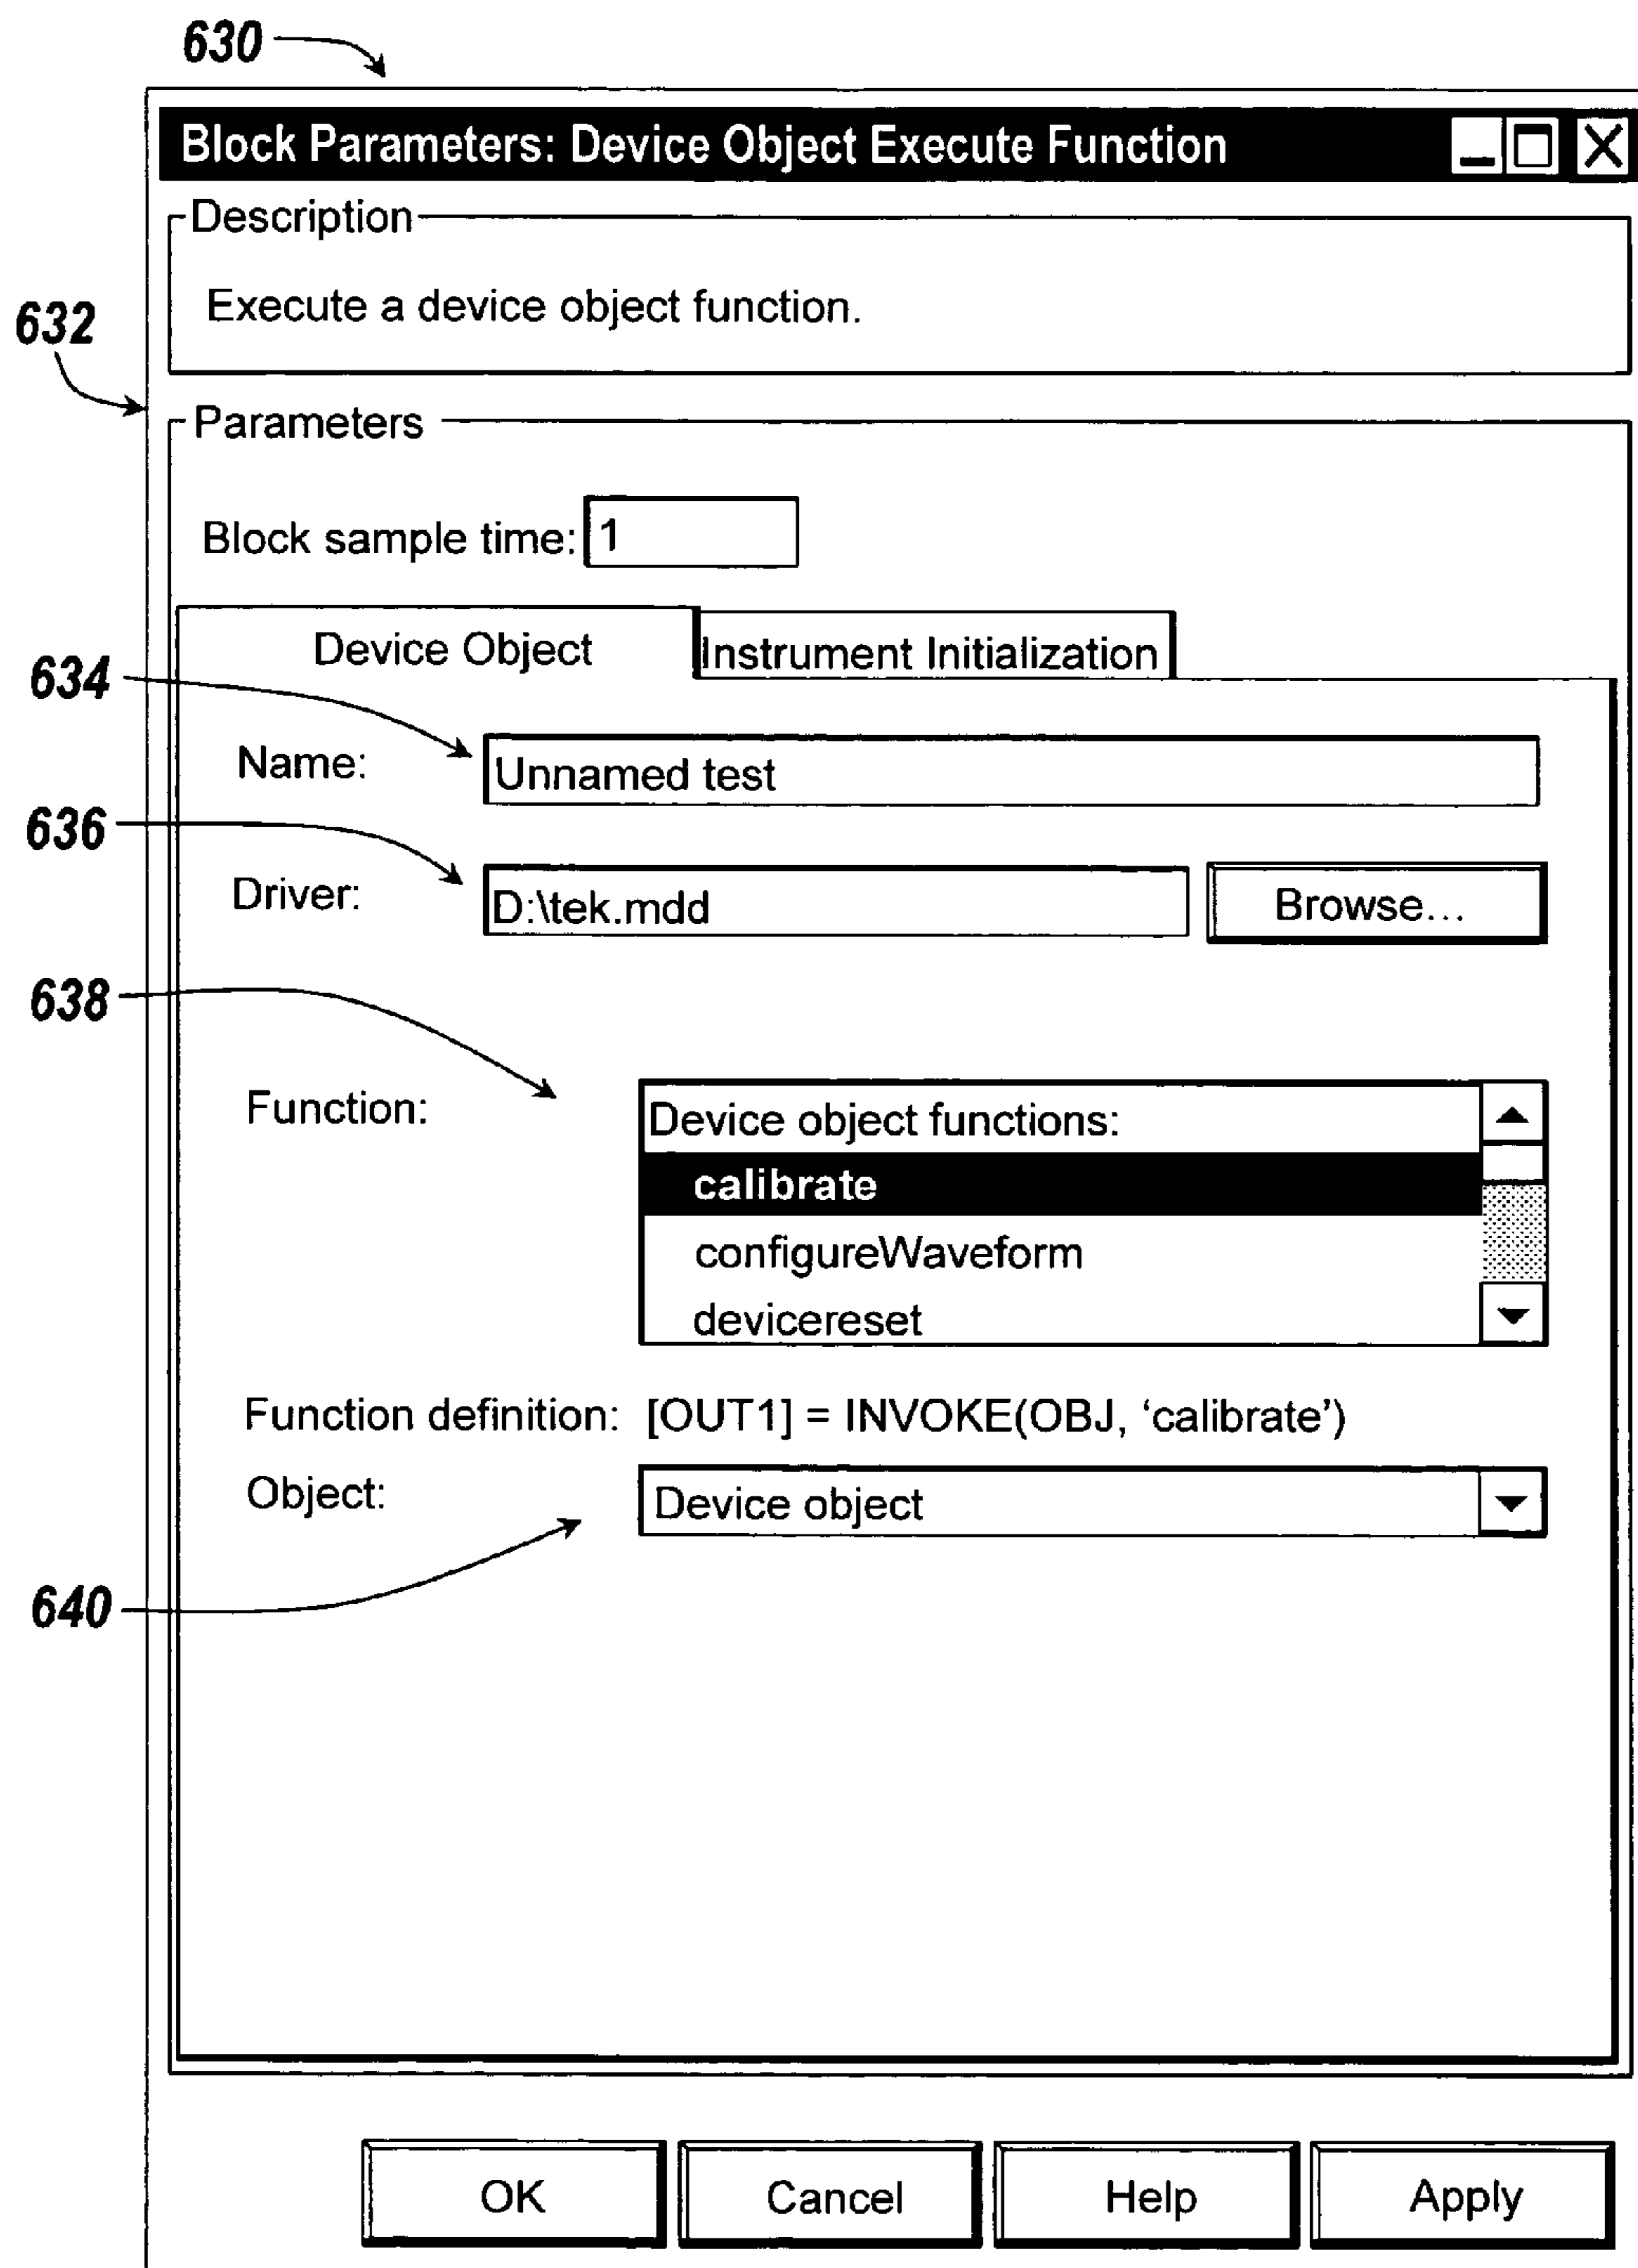 630
Block Parameters: Device Object Execute Function
Description
Execute a device object function.
632
Parameters
Block sample time: 1
Device Object Instrument Initialization
634
Name: Unnamed test
636
Driver: D:\tek.mdd Browse...
638
Function: Device object functions:
calibrate
configureWaveform
devicereset
Function definition: [OUT1] = INVOKE(OBJ, ‘calibrate’)
Object: Device object
640
OK Cancel Help Apply